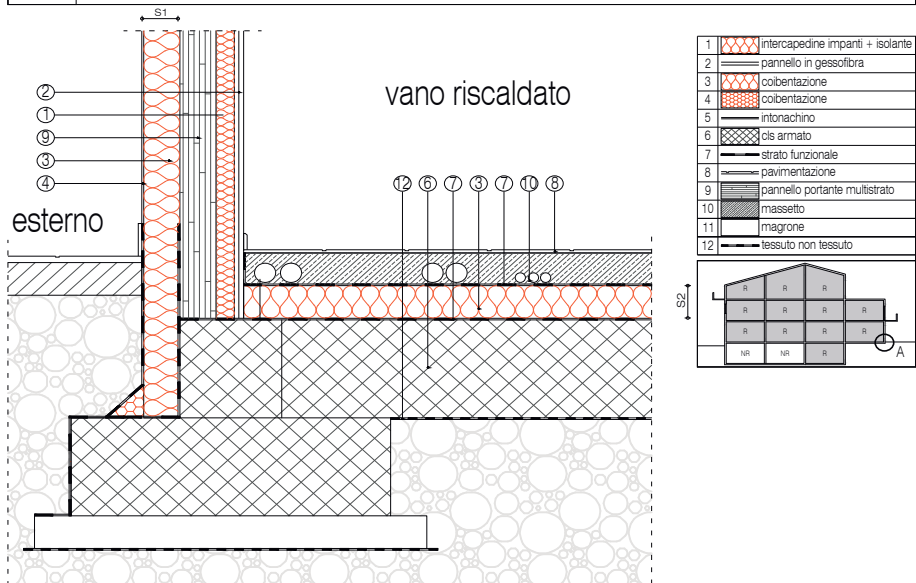 S1
vano riscaldato
esterno
2
1
9
3
4
12 6 7 3 7 10 8
1 intercapedine impanti + isolante
2 pannello in gessofibra
3 coibentazione
4 coibentazione
5 intonachino
6 cls armato
7 strato funzionale
8 pavimentazione
9 pannello portante multistrato
10 massetto
11 magrone
12 tessuto non tessuto
S2
R R R
R R R R
R R R R
NR NR R
A